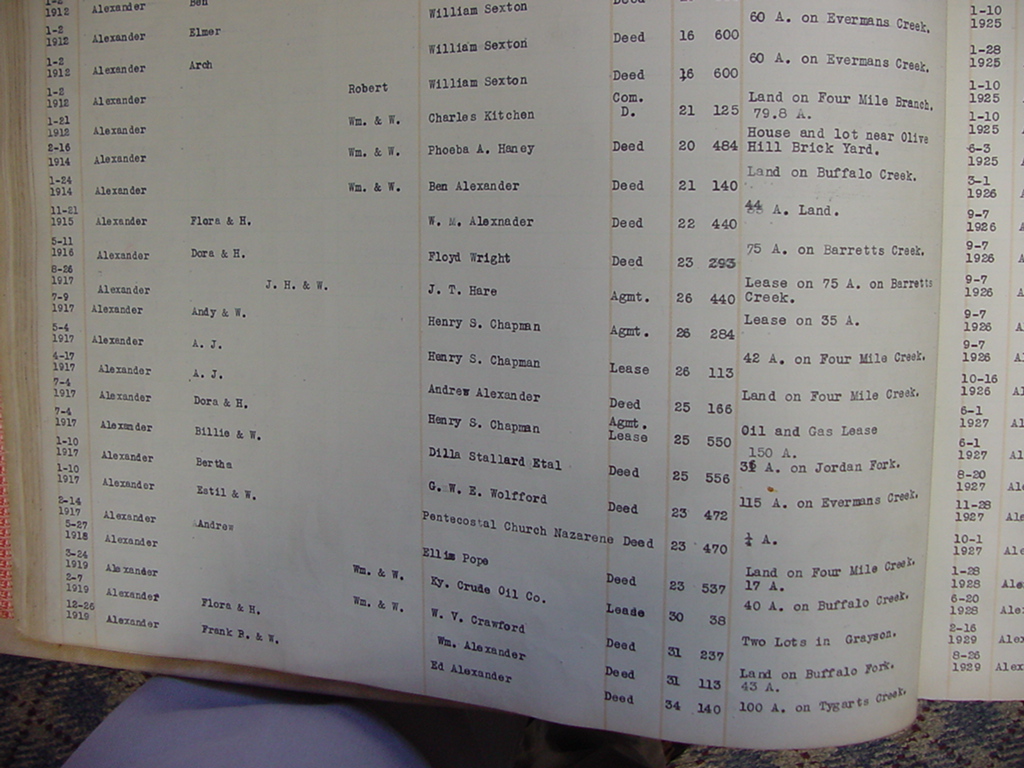 1-2
1912 Alexander Ben
1-2
1912 Alexander Elmer William Sexton Deed 60 A. on Evermans Creek.
1-2
1912 Alexander Arch William Sexton Deed 16 600 60 A. on Evermans Creek.
1-2
1912 Alexander Robert William Sexton Deed 16 600
1-21
1912 Alexander Wm. & W. Charles Kitchen Com. D. 21 125 Land on Four Mile Branch.
79.8 A.
2-16
1914 Alexander Wm. & W. Phoeba A. Haney Deed 20 484 House and lot near Olive
Hill Brick Yard.
1-24
1914 Alexander Wm. & W. Ben Alexander Deed 21 140 Land on Buffalo Creek.
11-21
1915 Alexander Flora & H. W. M. Alexnader Deed 22 440 44 A. Land.
5-11
1916 Alexander Dora & H. Floyd Wright Deed 23 293 75 A. on Barretts Creek.
8-26
1917 Alexander J. H. & W. J. T. Hare Agmt. 26 440 Lease on 75 A. on Barretts
Creek.
7-9
1917 Alexander Andy & W. Henry S. Chapman Agmt. 26 284 Lease on 35 A.
5-4
1917 Alexander A. J. Henry S. Chapman Lease 26 113 42 A. on Four Mile Creek.
4-17
1917 Alexander A. J. Andrew Alexander Deed 25 166 Land on Four Mile Creek.
7-4
1917 Alexander Dora & H. Henry S. Chapman Agmt.
Lease 25 550 Oil and Gas Lease
150 A.
7-4
1917 Alexander Billie & W. Dilla Stallard Etal Deed 25 556 A. on Jordan Fork.
1-10
1917 Alexander Bertha G. W. E. Wolfford Deed 23 472 115 A. on Evermans Creek.
1-10
1917 Alexander Estil & W. Pentecostal Church Nazarene Deed 23 470 ¼ A.
2-14
1917 Alexander Andrew Ellis Pope Deed 23 537 Land on Four Mile Creek.
17 A.
5-27
1918 Alexander Wm. & W. Ky. Crude Oil Co. Lease 30 38 40 A. on Buffalo Creek.
3-24
1919 Alexander Wm. & W. W. V. Crawford Deed 31 237 Two Lots in Grayson.
2-7
1919 Alexander Flora & H. Wm. Alexander Deed 31 113 Land on Buffalo Fork.
43 A.
12-26
1919 Alexander Frank P. & W. Ed Alexander Deed 34 140 100 A. on Tygarts Creek.
1-10
1925
1-28
1925
1-10
1925
1-10
1925
6-3
1925
3-1
1926
9-7
1926
9-7
1926
9-7
1926
9-7
1926
9-7
1926
10-16
1926
6-1
1927
6-1
1927
8-20
1927
11-28
1927
10-1
1927
1-28
1928
6-20
1928
2-16
1929
8-26
1929